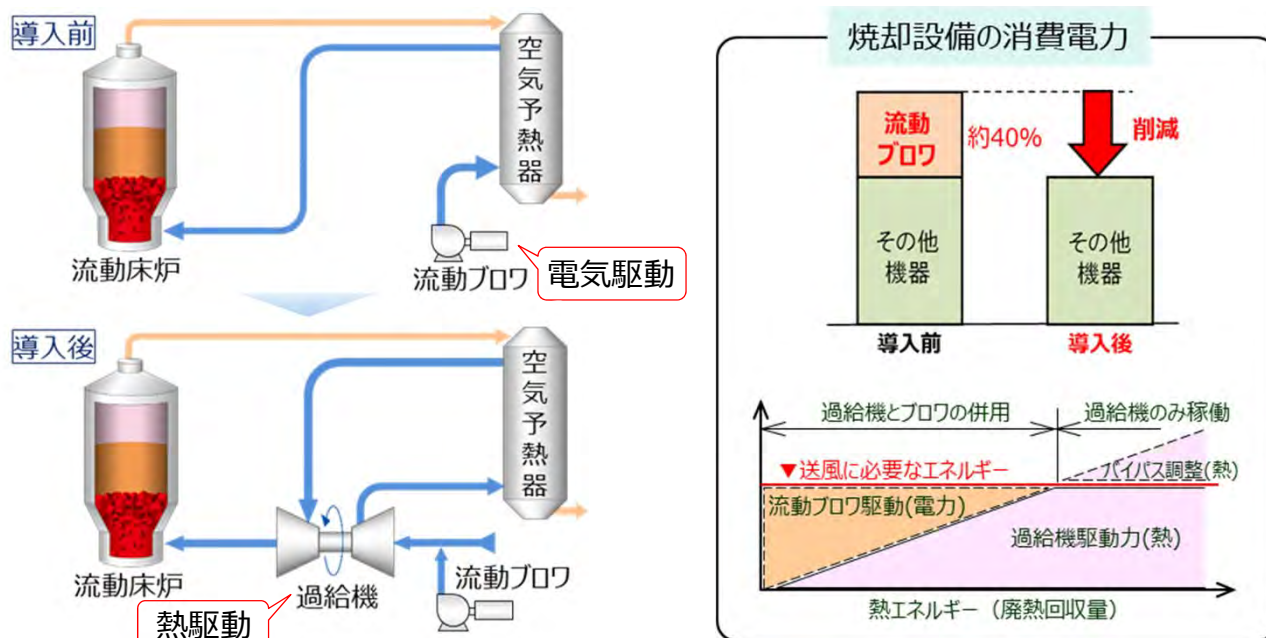 導入前
空気予熱器
流動床炉
流動ブロワ
電気駆動
導入後
空気予熱器
流動床炉
過給機
流動ブロワ
熱駆動
焼却設備の消費電力
流動
ブロワ
約40%
削減
その他
機器
その他
機器
導入前
導入後
過給機とブロワの併用
過給機のみ稼働
▼送風に必要なエネルギー
バイパス調整(熱)
流動ブロワ駆動(電力)
過給機駆動力(熱)
熱エネルギー（廃熱回収量）